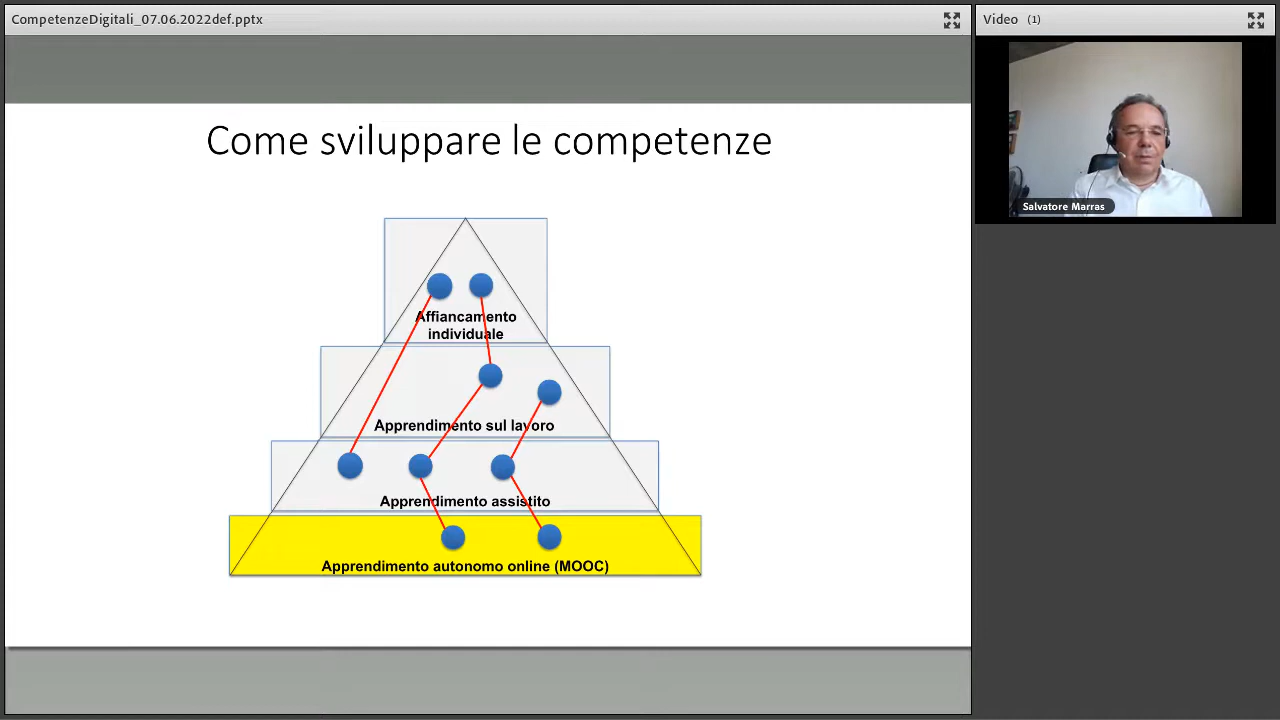 CompetenzeDigitali_07.06.2022def.pptx
Video (1)
Come sviluppare le competenze
Salvatore Marras
Affiancamento
individuale
Apprendimento sul lavoro
Apprendimento assistito
Apprendimento autonomo online (MOOC)